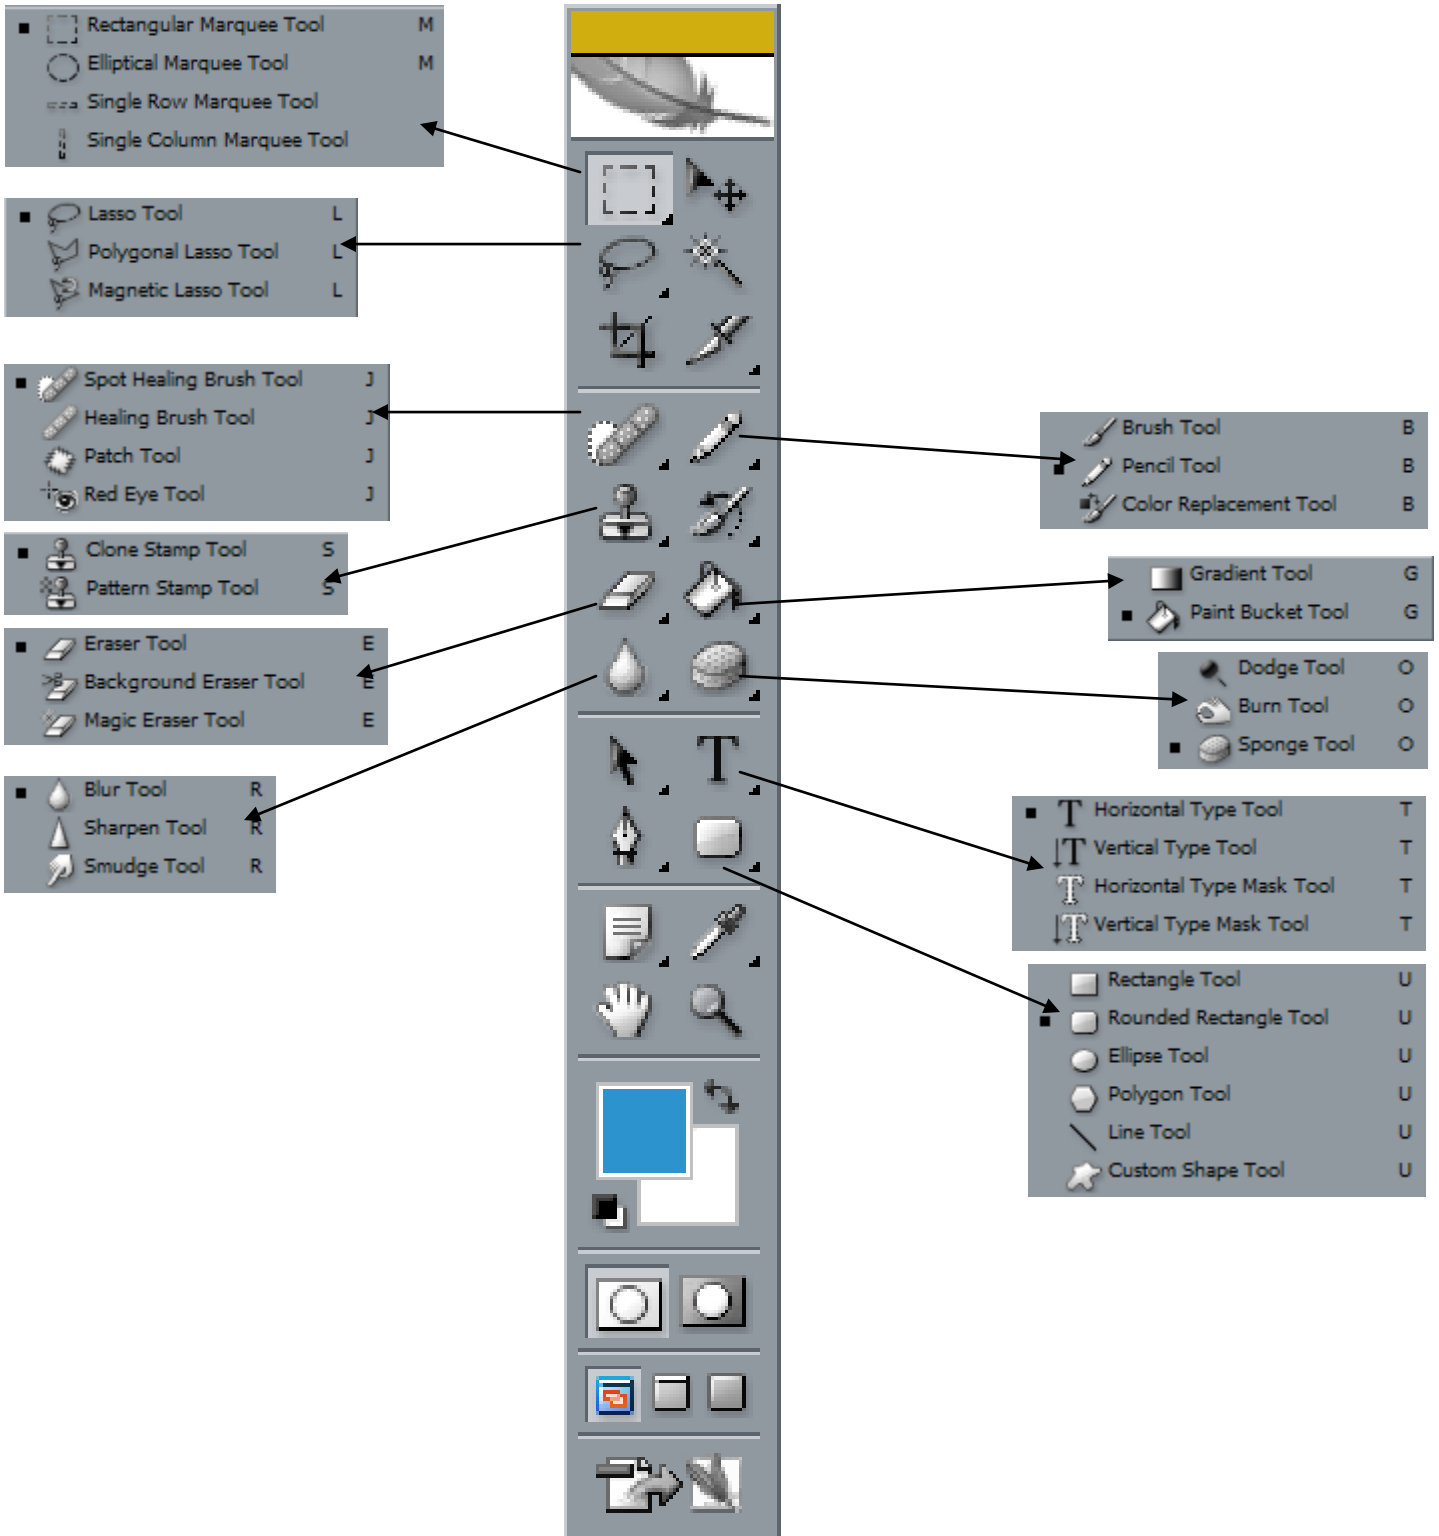 Rectangular Marquee Tool M
Elliptical Marquee Tool M
Single Row Marquee Tool
Single Column Marquee Tool
Lasso Tool L
Polygonal Lasso Tool L
Magnetic Lasso Tool L
Spot Healing Brush Tool J
Healing Brush Tool J
Patch Tool J
Red Eye Tool J
Clone Stamp Tool S
Pattern Stamp Tool S
Eraser Tool E
Background Eraser Tool E
Magic Eraser Tool E
Blur Tool R
Sharpen Tool R
Smudge Tool R
Brush Tool B
Pencil Tool B
Color Replacement Tool B
Gradient Tool G
Paint Bucket Tool G
Dodge Tool O
Burn Tool O
Sponge Tool O
Horizontal Type Tool T
Vertical Type Tool T
Horizontal Type Mask Tool T
Vertical Type Mask Tool T
Rectangle Tool U
Rounded Rectangle Tool U
Ellipse Tool U
Polygon Tool U
Line Tool U
Custom Shape Tool U